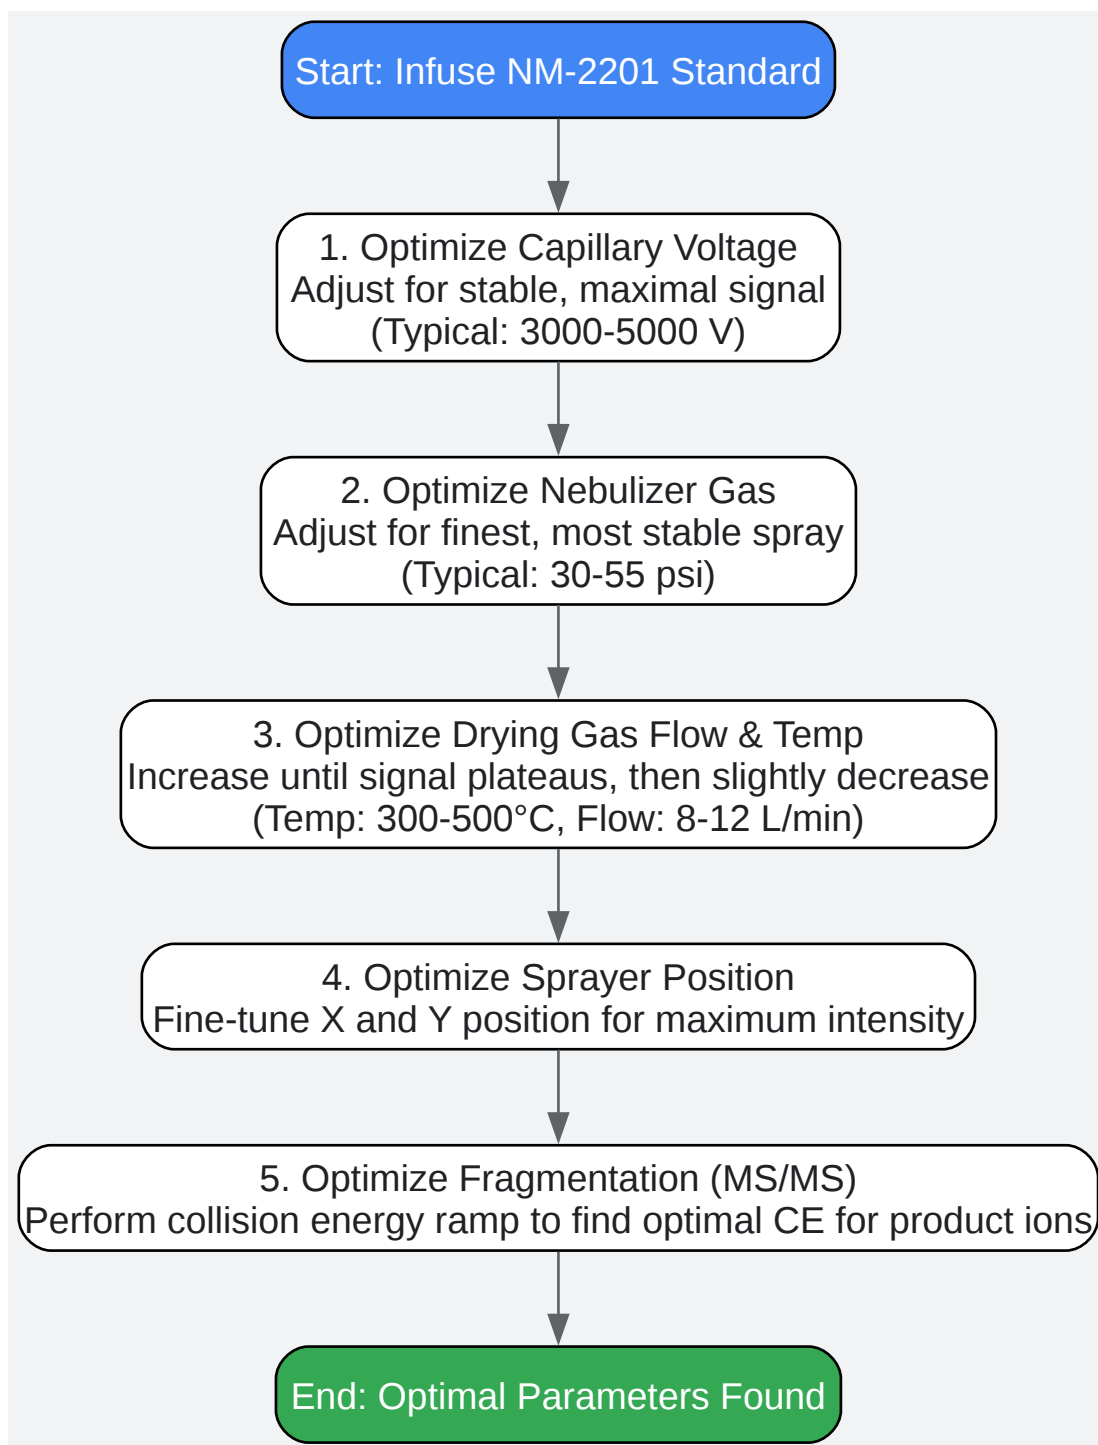 Start: Infuse NM-2201 Standard
1. Optimize Capillary Voltage
Adjust for stable, maximal signal
(Typical: 3000-5000 V)
2. Optimize Nebulizer Gas
Adjust for finest, most stable spray
(Typical: 30-55 psi)
3. Optimize Drying Gas Flow & Temp
Increase until signal plateaus, then slightly decrease
(Temp: 300-500°C, Flow: 8-12 L/min)
4. Optimize Sprayer Position
Fine-tune X and Y position for maximum intensity
5. Optimize Fragmentation (MS/MS)
Perform collision energy ramp to find optimal CE for product ions
End: Optimal Parameters Found